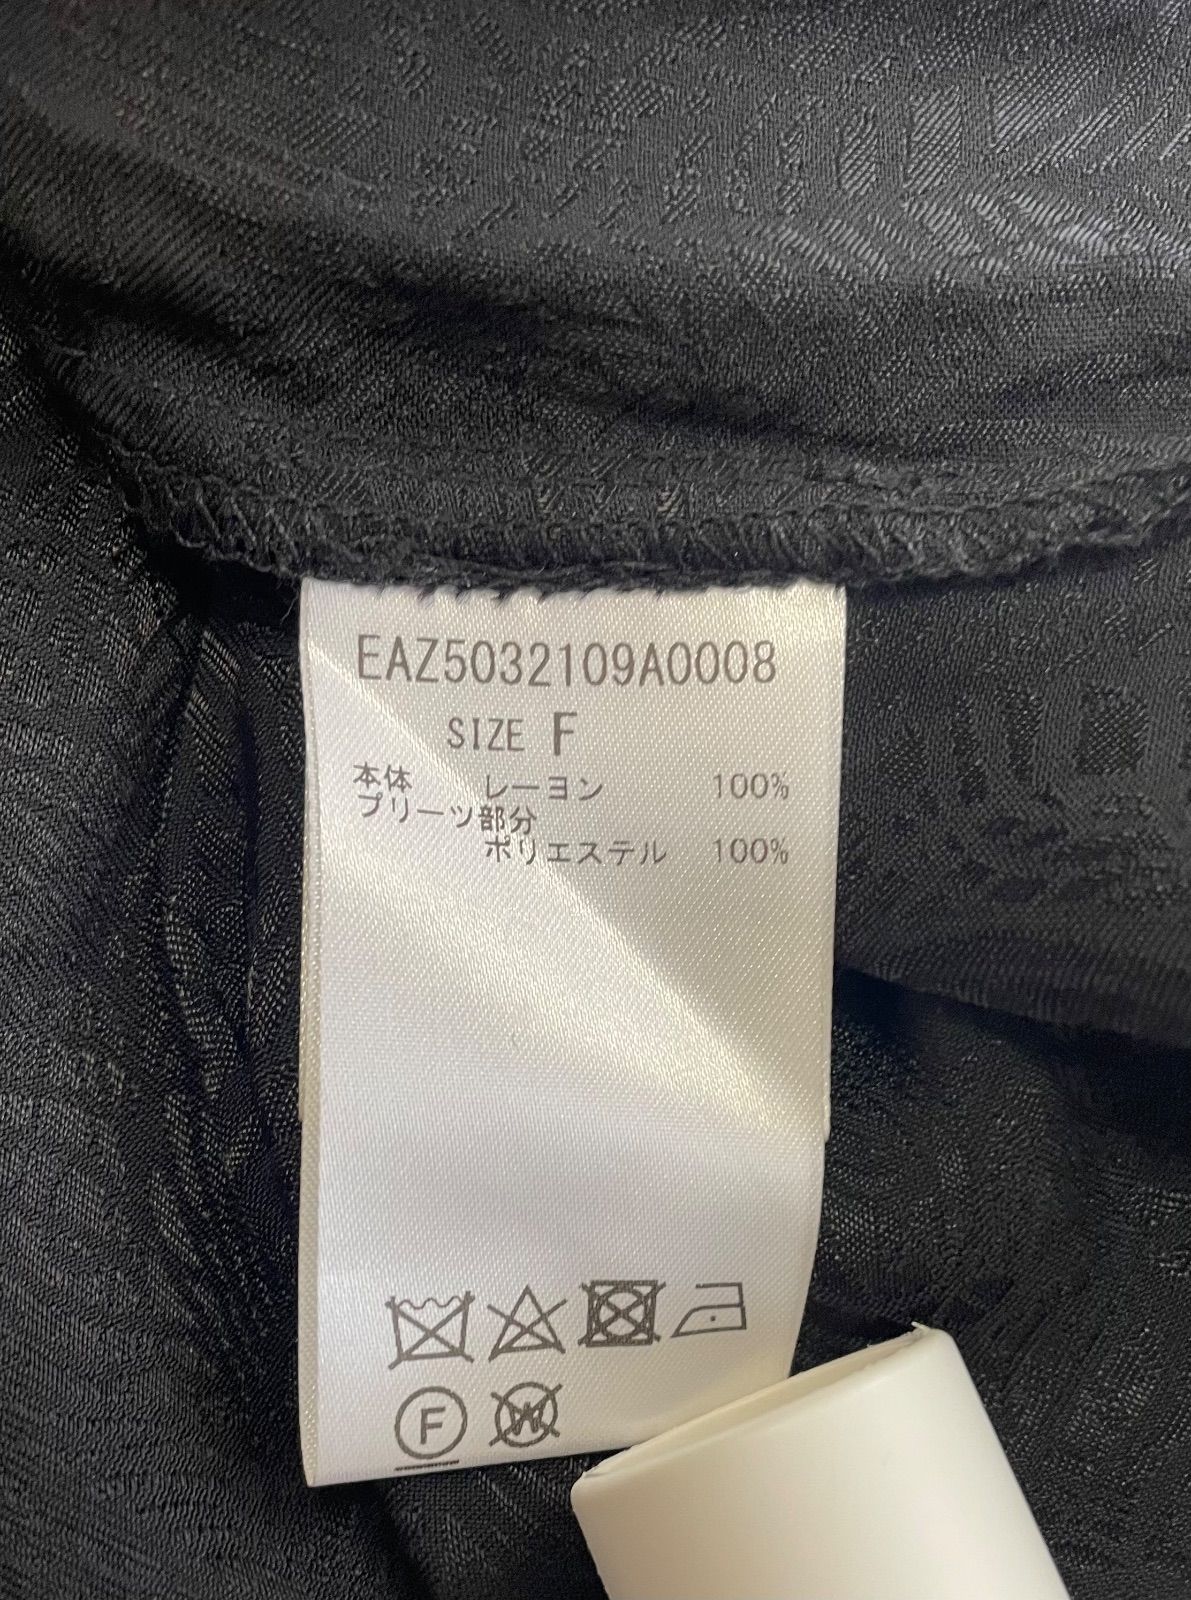 EAZ5032109A0008
SIZE F
本体 レーヨン 100%
プリーツ部分
ポリエステル 100%
F W